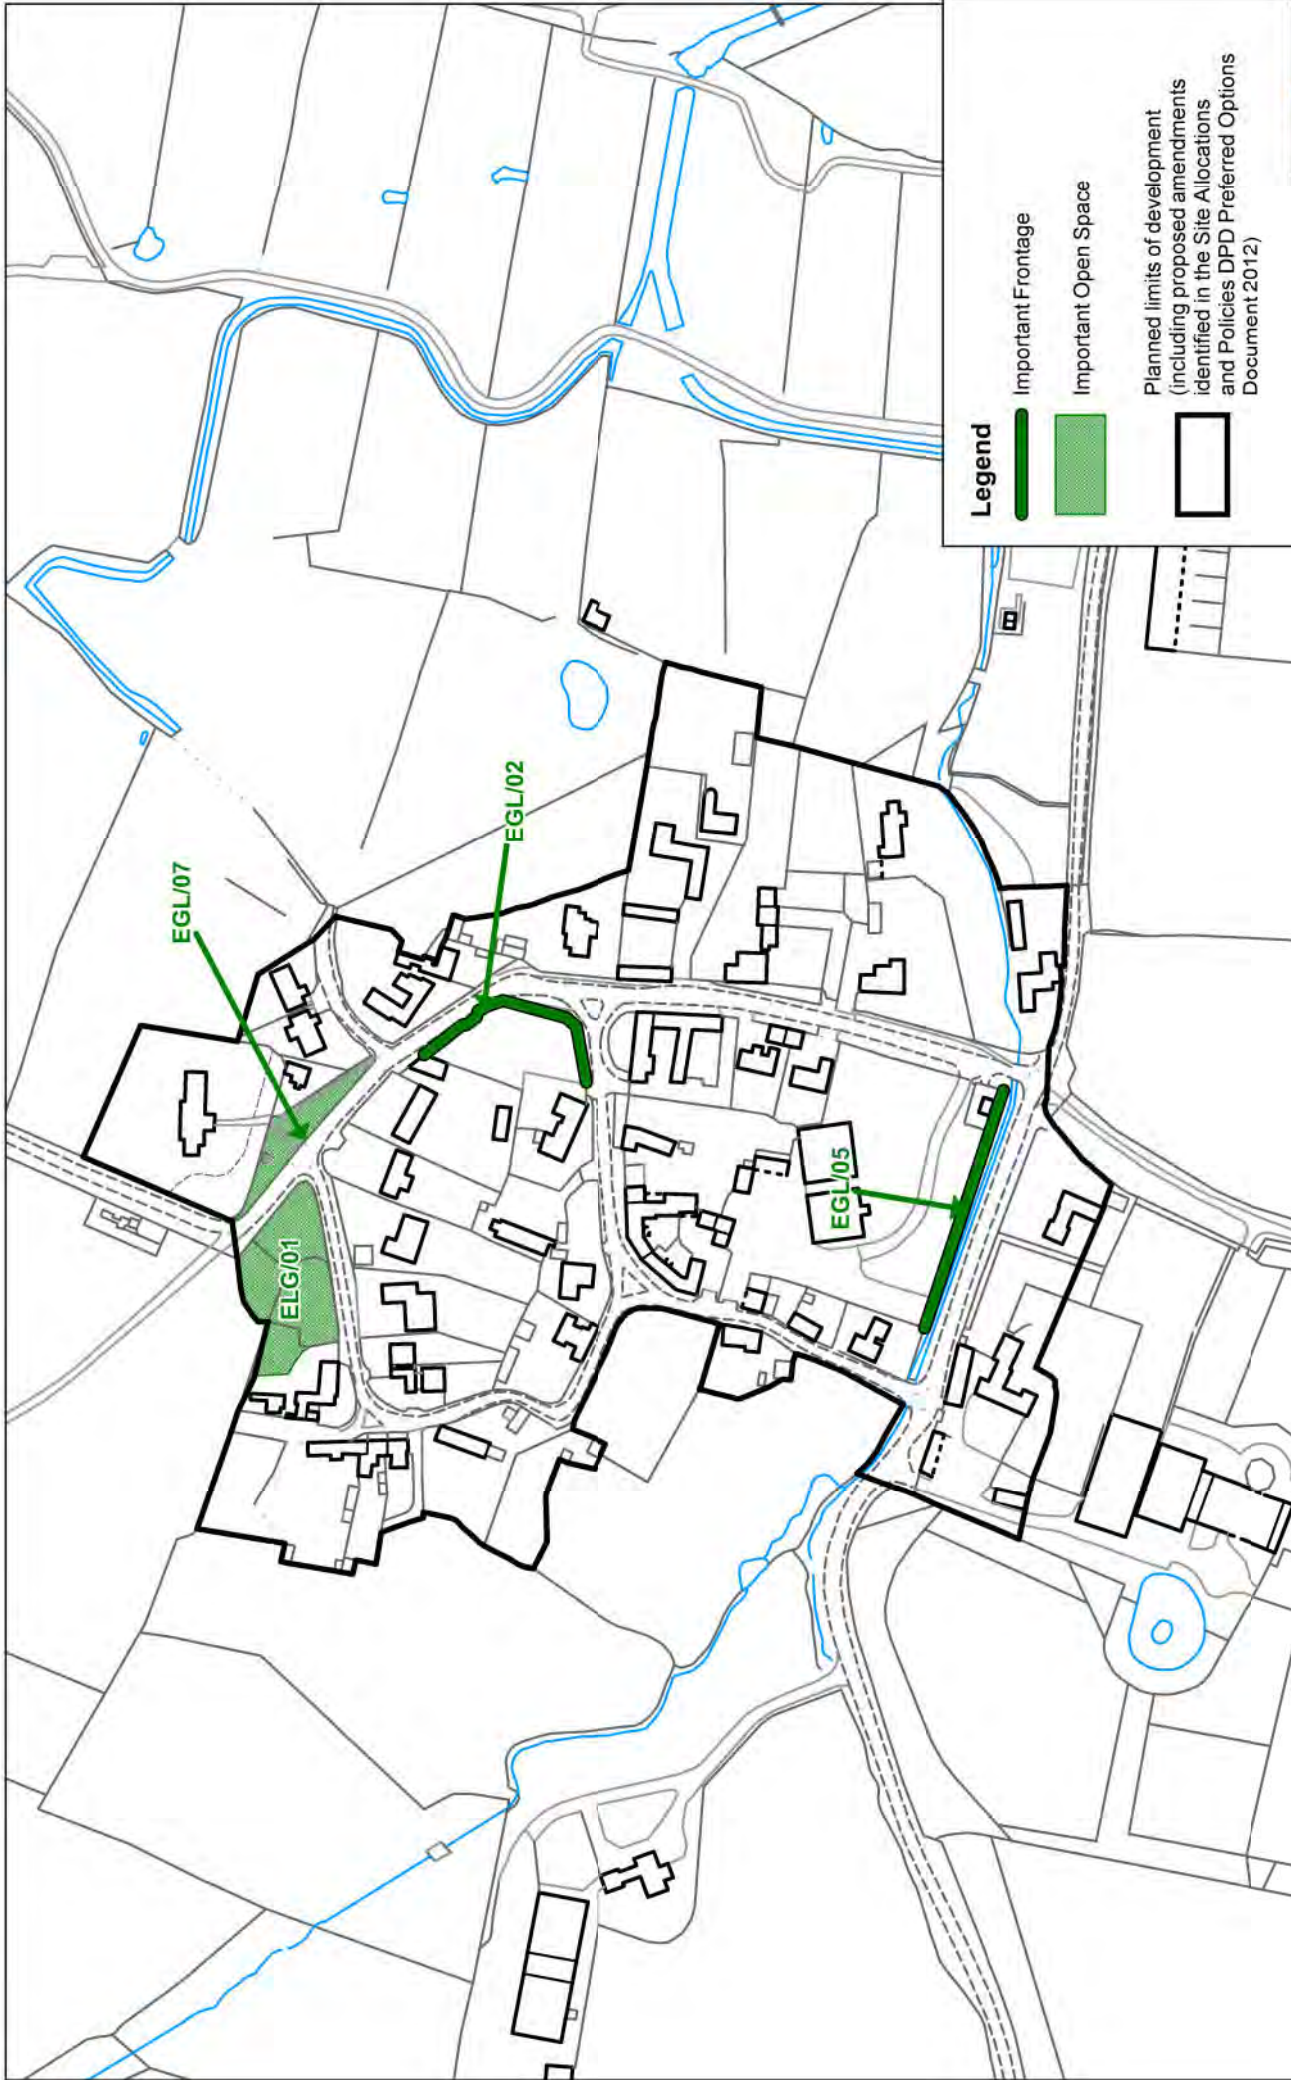 EGL/07
EGL/02
ELG/01
EGL/05
Legend
Important Frontage
Important Open Space
Planned limits of development
(including proposed amendments
identified in the Site Allocations
and Policies DPD Preferred Options
Document 2012)